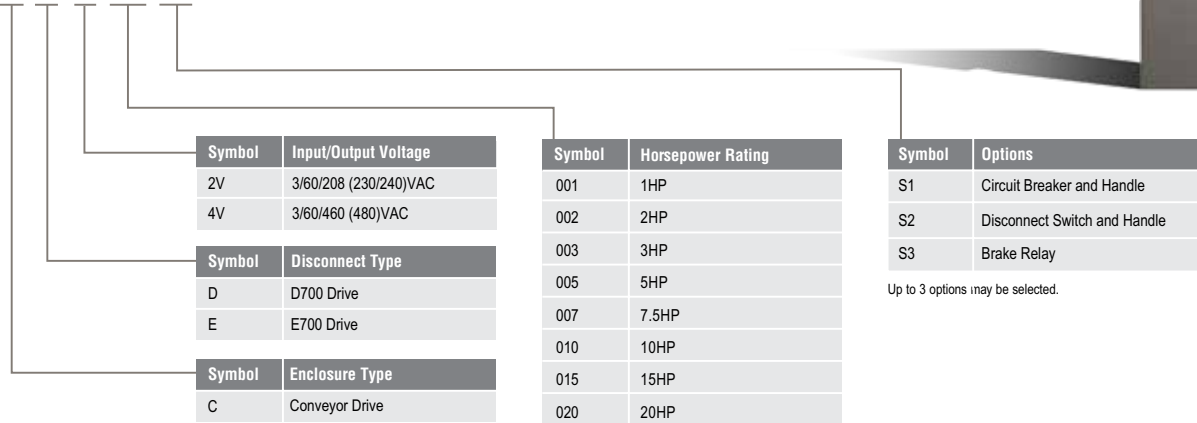 Symbol Input/Output Voltage
2V 3/60/208 (230/240)VAC
4V 3/60/460 (480)VAC
Symbol Disconnect Type
D D700 Drive
E E700 Drive
Symbol Enclosure Type
C Conveyor Drive
Symbol Horsepower Rating
001 1HP
002 2HP
003 3HP
005 5HP
007 7.5HP
010 10HP
015 15HP
020 20HP
Symbol Options
S1 Circuit Breaker and Handle
S2 Disconnect Switch and Handle
S3 Brake Relay
Up to 3 options may be selected.